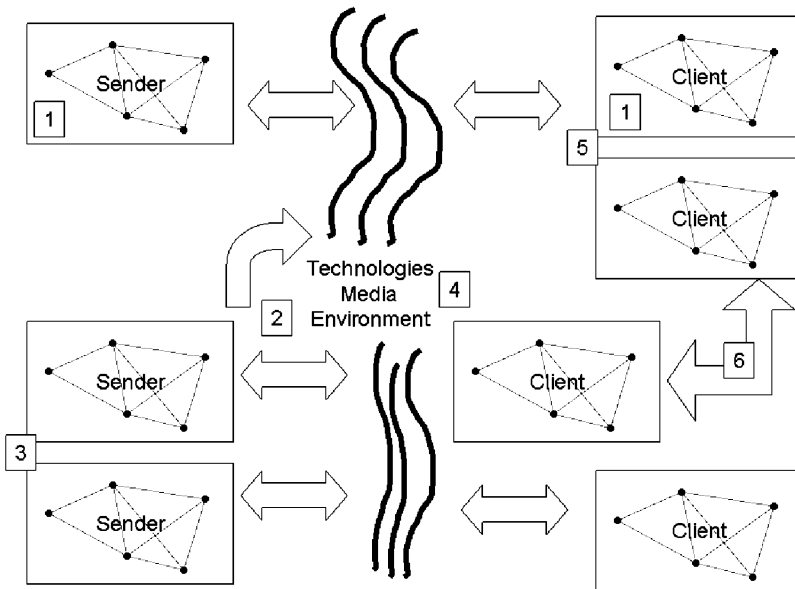 Sender
1
Client
1
5
Client
Technologies
Media
Environment
4
2
Sender
Client
6
3
Sender
Client